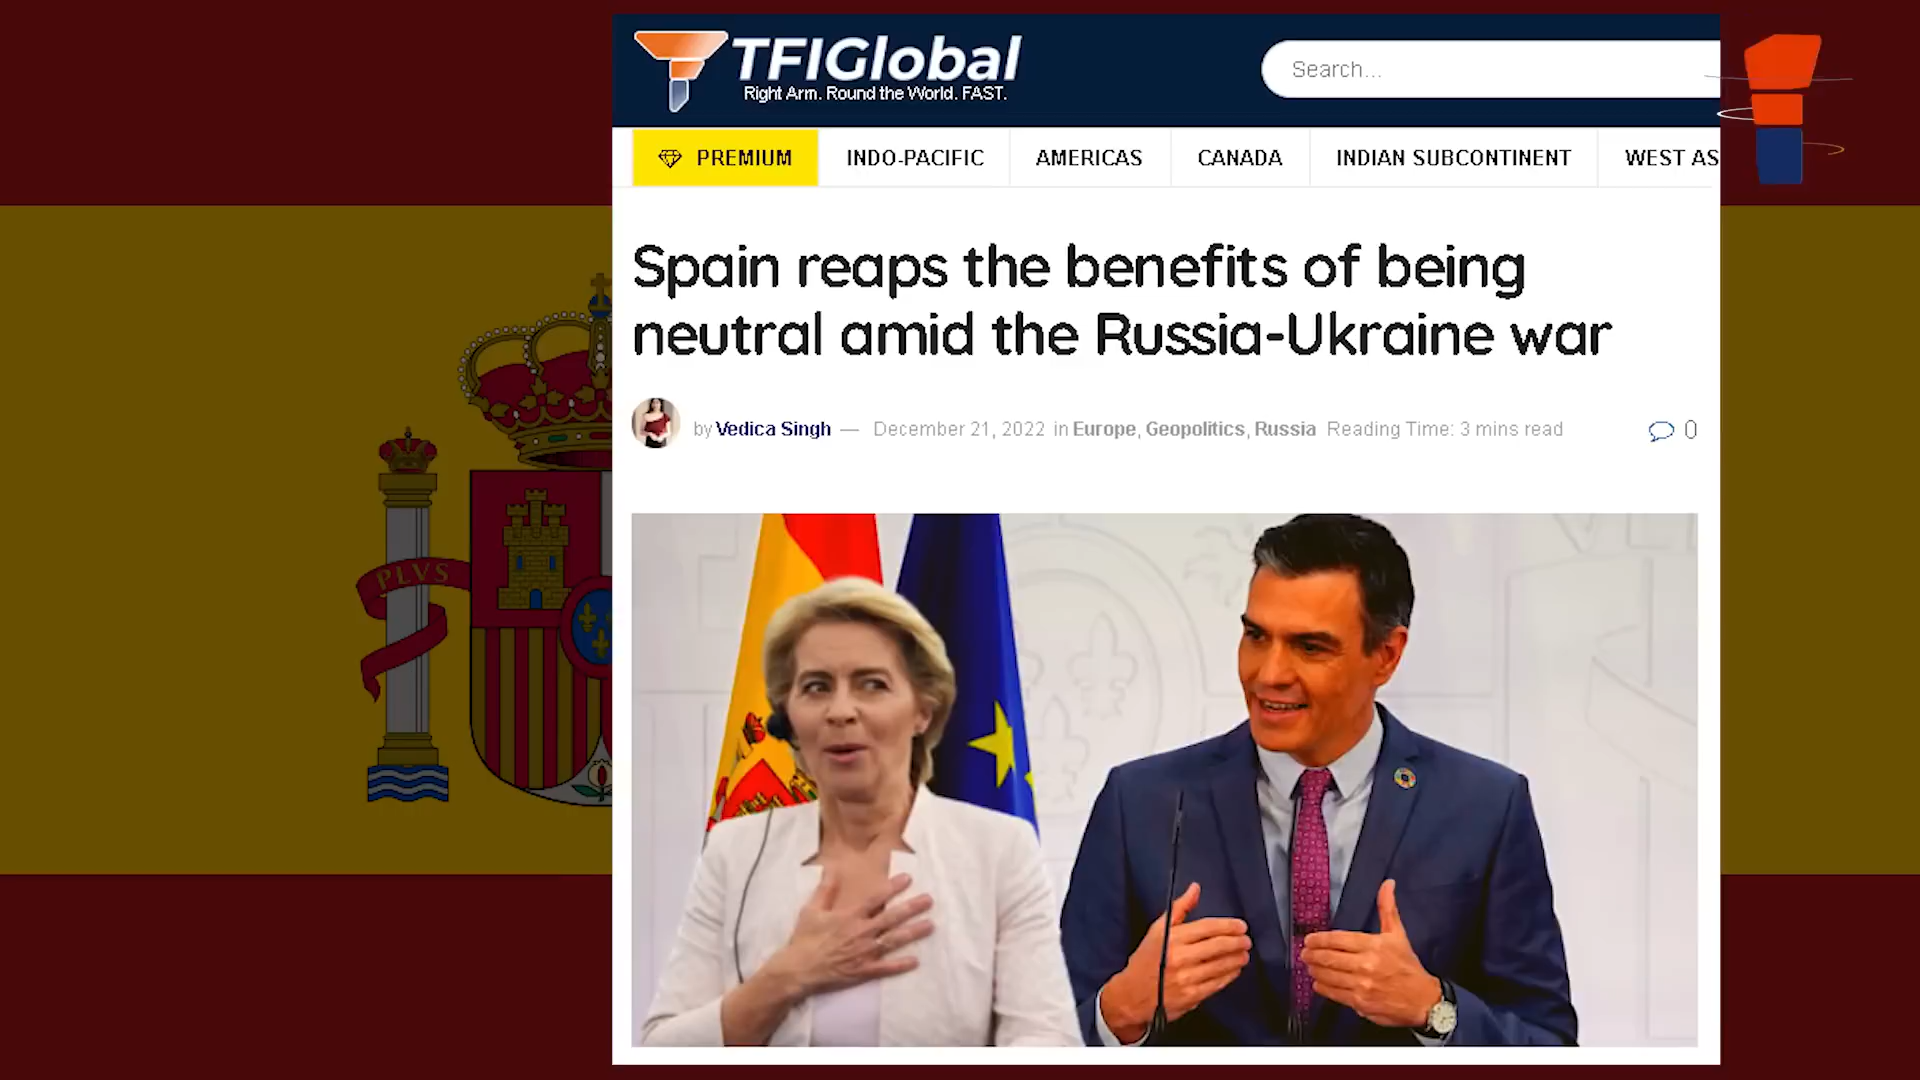 TFIGlobal
Right Arm. Round the World. FAST.
Search...
PREMIUM
INDO-PACIFIC
AMERICAS
CANADA
INDIAN SUBCONTINENT
WEST AS
Spain reaps the benefits of being
neutral amid the Russia-Ukraine war
by Vedica Singh — December 21, 2022 in Europe, Geopolitics, Russia Reading Time: 3 mins read
0
PLVS